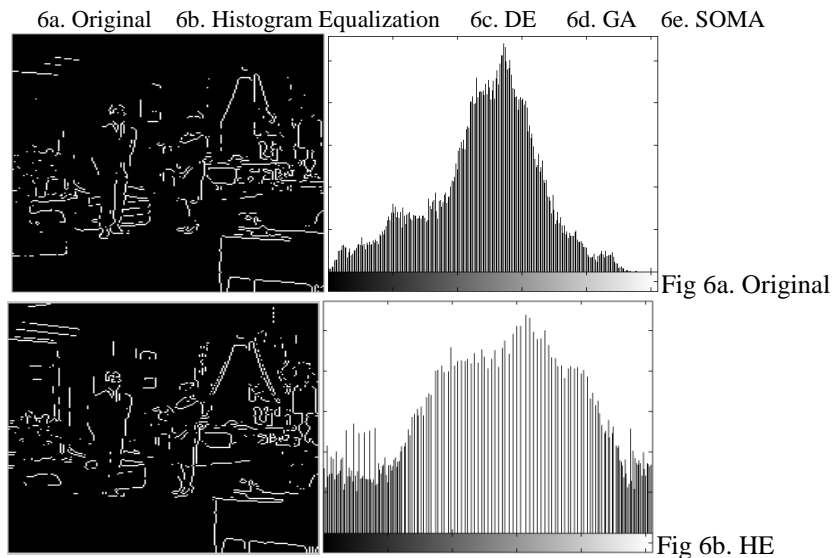 6a. Original 6b. Histogram Equalization 6c. DE 6d. GA 6e. SOMA
Fig 6a. Original
Fig 6b. HE